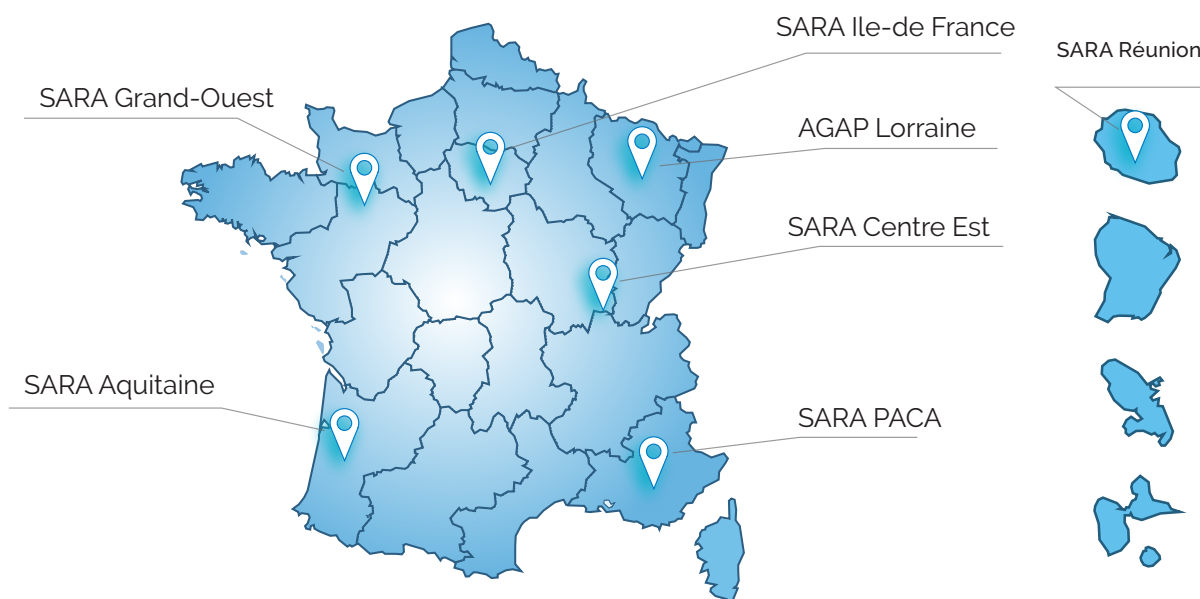 SARA Ile-de France
SARA Réunion
SARA Grand-Ouest
AGAP Lorraine
SARA Centre Est
SARA Aquitaine
SARA PACA